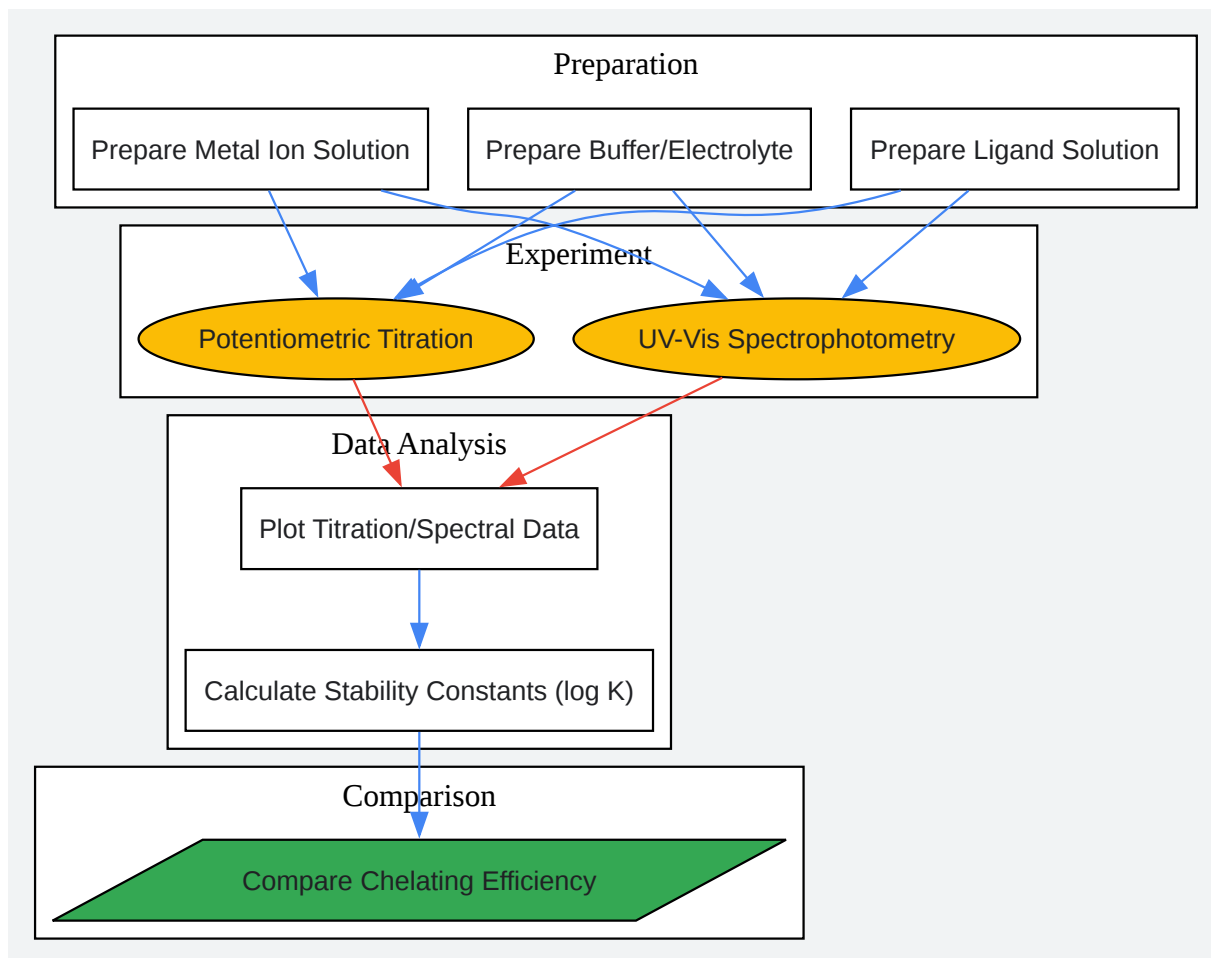 Preparation
Prepare Metal Ion Solution
Prepare Buffer/Electrolyte
Prepare Ligand Solution
Experiment
Potentiometric Titration
UV-Vis Spectrophotometry
Data Analysis
Plot Titration/Spectral Data
Calculate Stability Constants (log K)
Comparison
Compare Chelating Efficiency